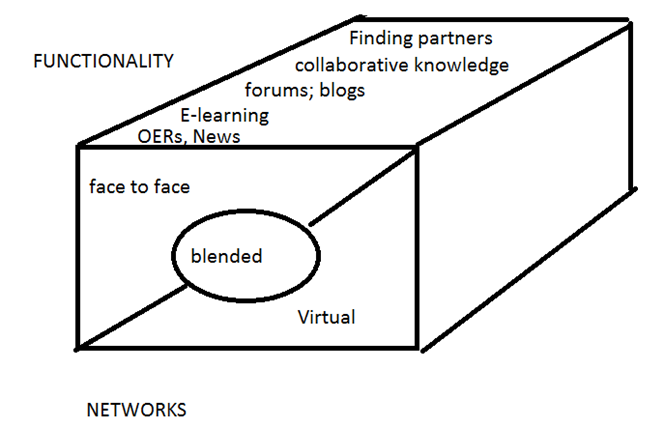 Finding partners
FUNCTIONALITY
collaborative knowledge
forums; blogs
E-learning
OERs, News
face to face
blended
Virtual
NETWORKS